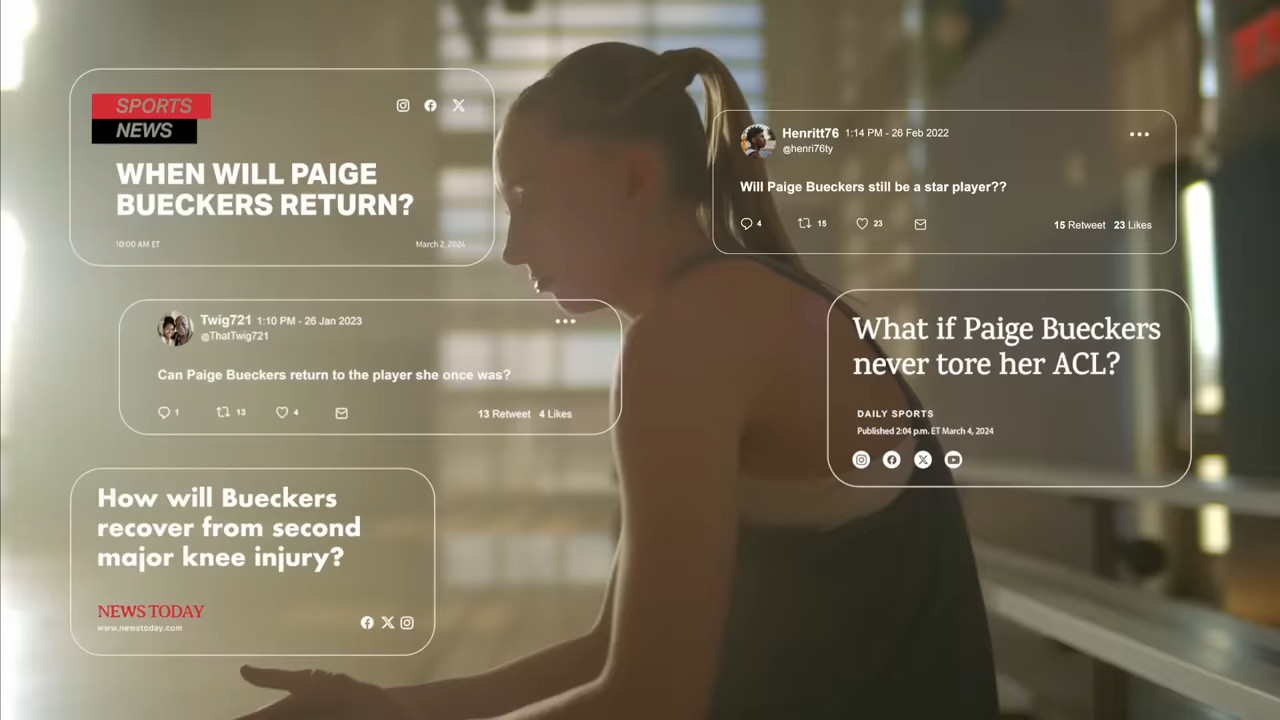 SPORTS
NEWS
WHEN WILL PAIGE
BUECKERS RETURN?
10:00 AM ET
March 2, 2024
Henritt76 1:14 PM - 26 Feb 2022
@henri76ty
Will Paige Bueckers still be a star player??
4 15 23
15 Retweet 23 Likes
Twig721 1:10 PM - 26 Jan 2023
@ThatTwig721
Can Paige Bueckers return to the player she once was?
1 13 4
13 Retweet 4 Likes
What if Paige Bueckers
never tore her ACL?
DAILY SPORTS
Published 2:04 p.m. ET March 4, 2024
How will Bueckers
recover from second
major knee injury?
NEWS TODAY
www.newstoday.com